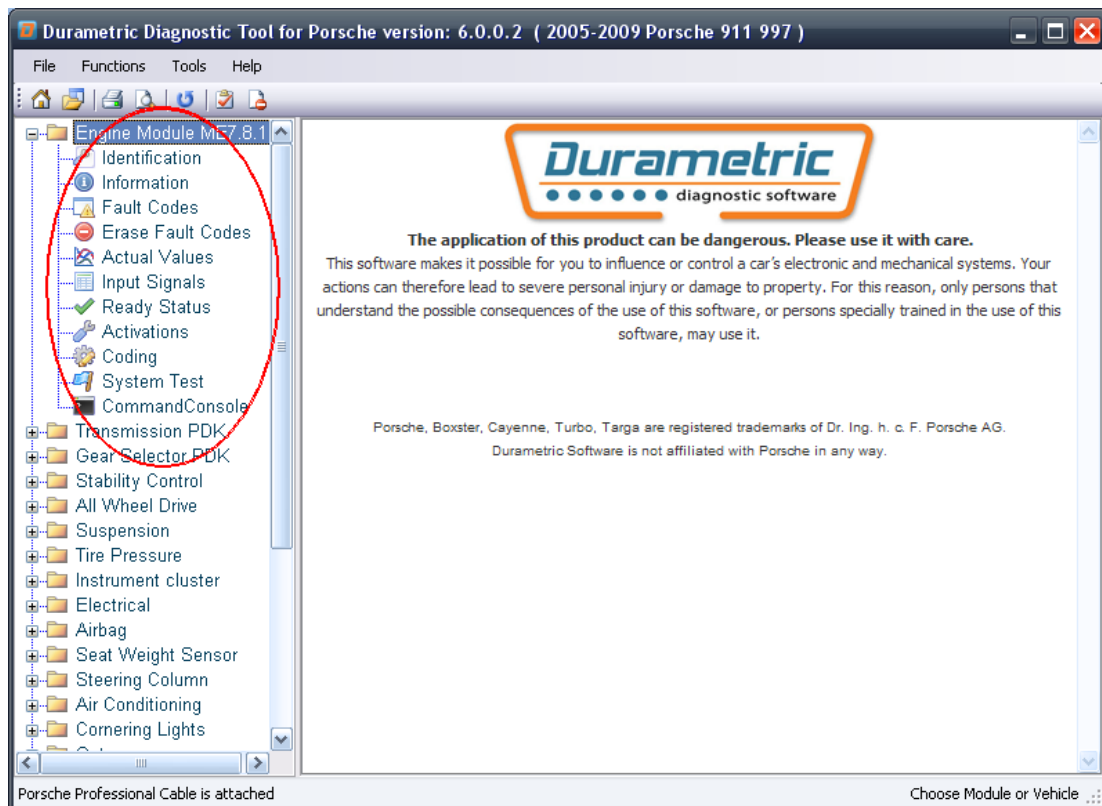 Durametric Diagnostic Tool for Porsche version: 6.0.0.2 ( 2005-2009 Porsche 911 997 )
File Functions Tools Help
Engine Module ME7.8.1
Identification
Information
Fault Codes
Erase Fault Codes
Actual Values
Input Signals
Ready Status
Activations
Coding
System Test
CommandConsole
Transmission PDK
Gear Selector PDK
Stability Control
All Wheel Drive
Suspension
Tire Pressure
Instrument cluster
Electrical
Airbag
Seat Weight Sensor
Steering Column
Air Conditioning
Cornering Lights
Durametric
diagnostic software
The application of this product can be dangerous. Please use it with care.
This software makes it possible for you to influence or control a car's electronic and mechanical systems. Your
actions can therefore lead to severe personal injury or damage to property. For this reason, only persons that
understand the possible consequences of the use of this software, or persons specially trained in the use of this
software, may use it.
Porsche, Boxster, Cayenne, Turbo, Targa are registered trademarks of Dr. Ing. h. c. F. Porsche AG.
Durametric Software is not affiliated with Porsche in any way.
Porsche Professional Cable is attached
Choose Module or Vehicle